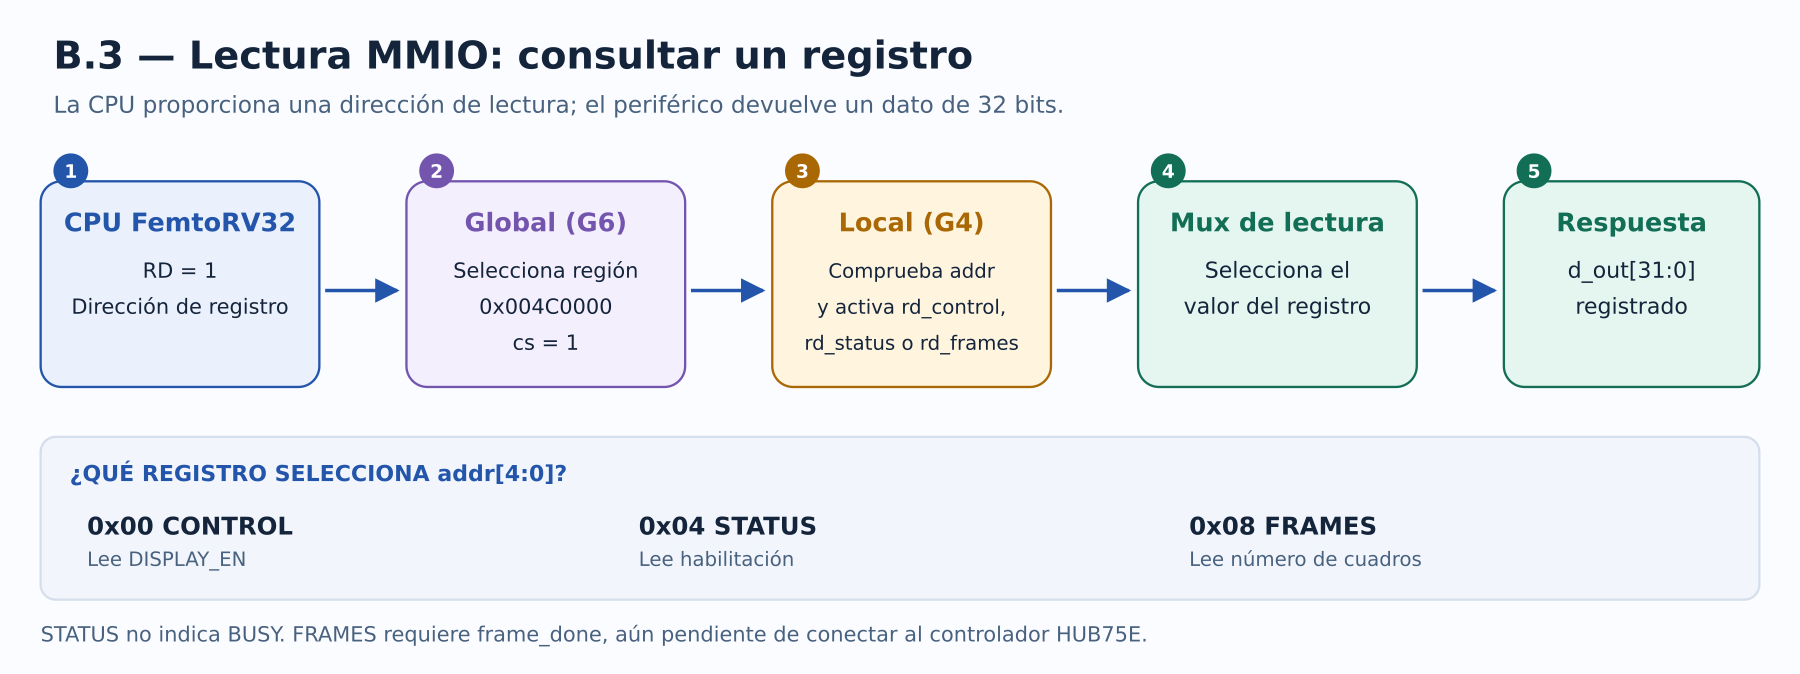 B.3 — Lectura MMIO: consultar un registro
La CPU proporciona una dirección de lectura; el periférico devuelve un dato de 32 bits.
1
CPU FemtoRV32
RD = 1
Dirección de registro
2
Global (G6)
Selecciona región
0x004C0000
cs = 1
3
Local (G4)
Comprueba addr
y activa rd_control,
rd_status o rd_frames
4
Mux de lectura
Selecciona el
valor del registro
5
Respuesta
d_out[31:0]
registrado
¿QUÉ REGISTRO SELECCIONA addr[4:0]?
0x00 CONTROL
Lee DISPLAY_EN
0x04 STATUS
Lee habilitación
0x08 FRAMES
Lee número de cuadros
STATUS no indica BUSY. FRAMES requiere frame_done, aún pendiente de conectar al controlador HUB75E.